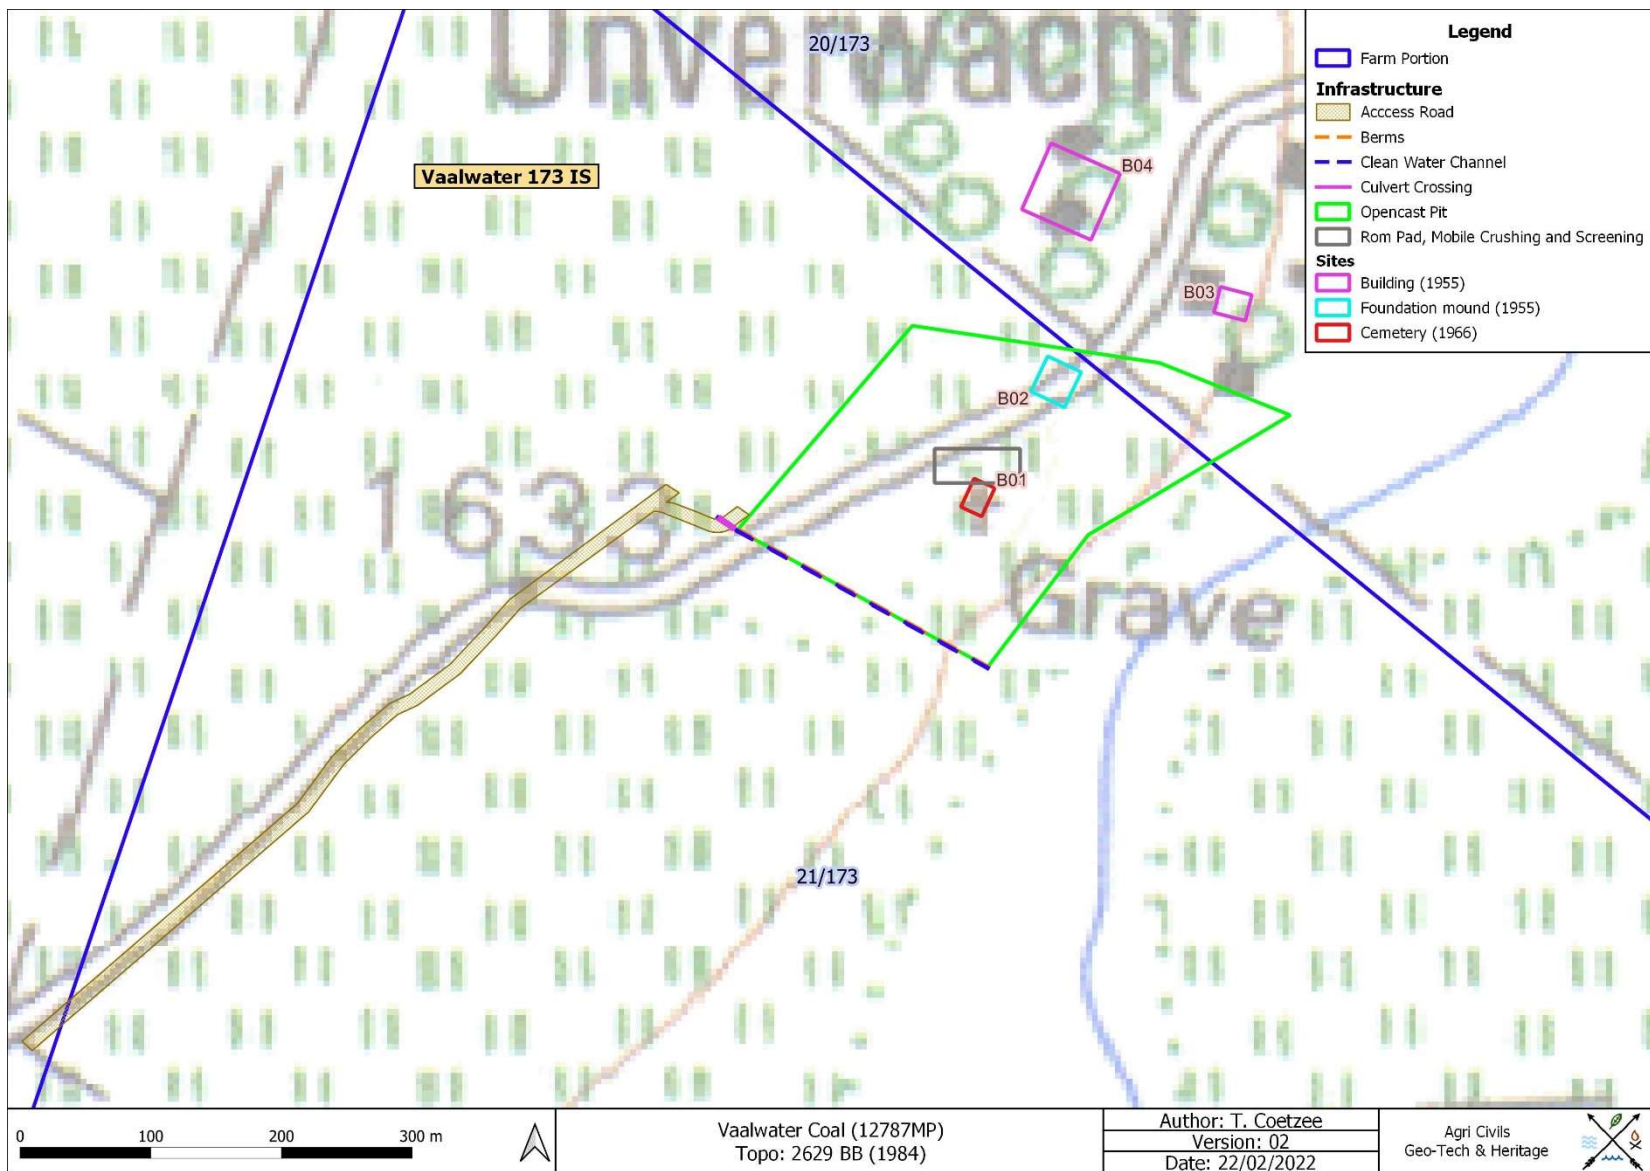 Unverwacht
20/173
Vaalwater 173 IS
B04
B03
B02
B01
1633
Grave
21/173
Legend
Farm Portion
Infrastructure
Acccess Road
Berms
Clean Water Channel
Culvert Crossing
Opencast Pit
Rom Pad, Mobile Crushing and Screening
Sites
Building (1955)
Foundation mound (1955)
Cemetery (1966)
0 100 200 300 m
Vaalwater Coal (12787MP)
Topo: 2629 BB (1984)
Author: T. Coetzee
Version: 02
Date: 22/02/2022
Agri Civils
Geo-Tech & Heritage